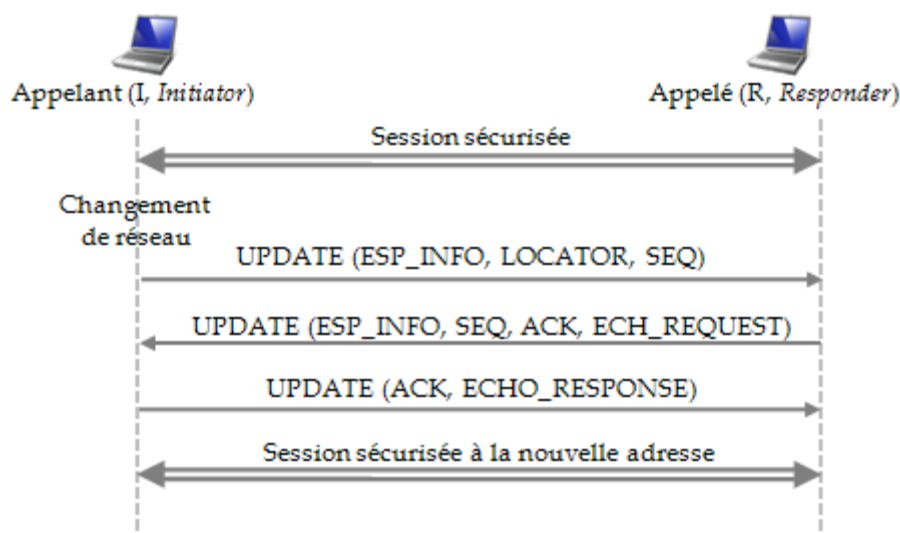 Appelant (I, Initiator)
Appelé (R, Responder)
Session sécurisée
Changement
de réseau
UPDATE (ESP_INFO, LOCATOR, SEQ)
UPDATE (ESP_INFO, SEQ, ACK, ECH_REQUEST)
UPDATE (ACK, ECHO_RESPONSE)
Session sécurisée à la nouvelle adresse